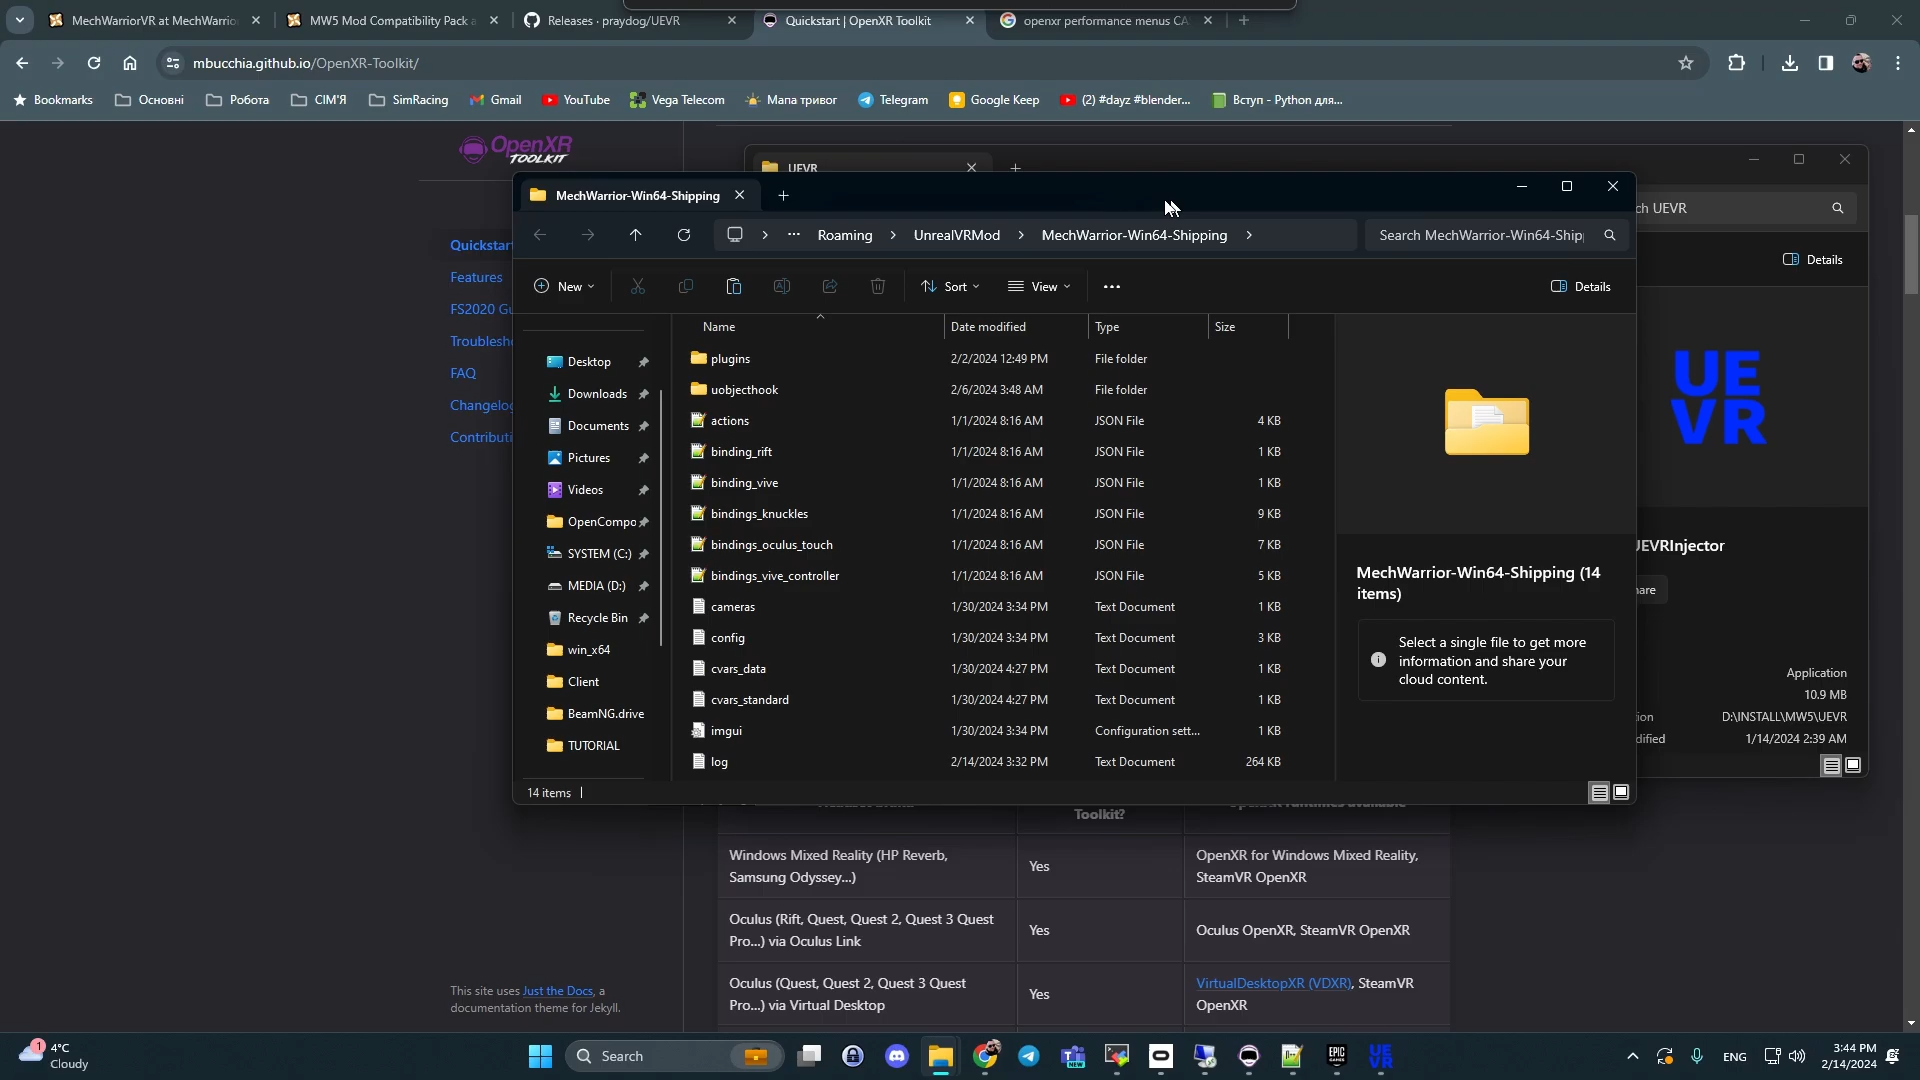 MechWarriorVR at MechWarrio
MW5 Mod Compatibility Pack a
Releases · praydog/UEVR
Quickstart | OpenXR Toolkit
openxr performance menus CA
mbucchia.github.io/OpenXR-Toolkit/
Bookmarks
Основні
Робота
СІМ'Я
SimRacing
Gmail
YouTube
Vega Telecom
Мапа тривог
Telegram
Google Keep
(2) #dayz #blender...
Вступ - Python для...
OpenXR
TOOLKIT
UEVR
MechWarrior-Win64-Shipping
ch UEVR
Quickstart
Roaming > UnrealVRMod > MechWarrior-Win64-Shipping >
Search MechWarrior-Win64-Ship
Details
Features
New
Sort
View
Details
FS2020 Gu
Troublesh
FAQ
Changelog
Contributi
Name
Date modified
Type
Size
Desktop
Downloads
Documents
Pictures
Videos
OpenCompo
SYSTEM (C:)
MEDIA (D:)
Recycle Bin
win_x64
Client
BeamNG.drive
TUTORIAL
plugins 2/2/2024 12:49 PM File folder
uobjecthook 2/6/2024 3:48 AM File folder
actions 1/1/2024 8:16 AM JSON File 4 KB
binding_rift 1/1/2024 8:16 AM JSON File 1 KB
binding_vive 1/1/2024 8:16 AM JSON File 1 KB
bindings_knuckles 1/1/2024 8:16 AM JSON File 9 KB
bindings_oculus_touch 1/1/2024 8:16 AM JSON File 7 KB
bindings_vive_controller 1/1/2024 8:16 AM JSON File 5 KB
cameras 1/30/2024 3:34 PM Text Document 1 KB
config 1/30/2024 3:34 PM Text Document 3 KB
cvars_data 1/30/2024 4:27 PM Text Document 1 KB
cvars_standard 1/30/2024 4:27 PM Text Document 1 KB
imgui 1/30/2024 3:34 PM Configuration sett... 1 KB
log 2/14/2024 3:32 PM Text Document 264 KB
MechWarrior-Win64-Shipping (14
items)
Select a single file to get more
information and share your
cloud content.
UE
VR
UEVRInjector
are
Application
10.9 MB
ion
D:\INSTALL\MW5\UEVR
dified
1/14/2024 2:39 AM
14 items
Toolkit?
Windows Mixed Reality (HP Reverb,
Samsung Odyssey...)
Yes
OpenXR for Windows Mixed Reality,
SteamVR OpenXR
Oculus (Rift, Quest, Quest 2, Quest 3 Quest
Pro...) via Oculus Link
Yes
Oculus OpenXR, SteamVR OpenXR
Oculus (Quest, Quest 2, Quest 3 Quest
Pro...) via Virtual Desktop
Yes
VirtualDesktopXR (VDXR), SteamVR
OpenXR
This site uses Just the Docs, a
documentation theme for Jekyll.
1
4°C
Cloudy
Search
NEW
EPIC
GAMES
UE
VR
ENG
3:44 PM
2/14/2024